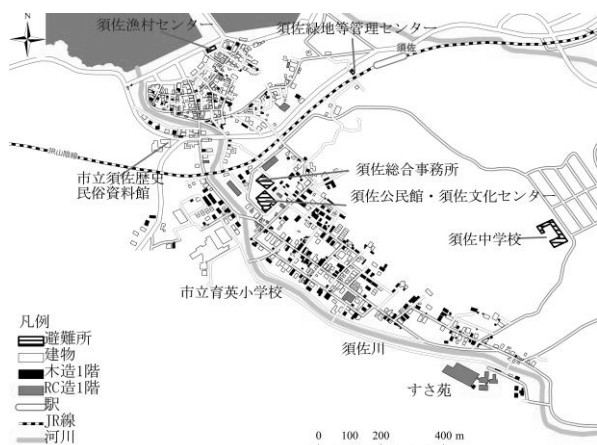 N
須佐漁村センター
須佐緑地等管理センター
須佐
JR山陰線
市立須佐歴史
民俗資料館
須佐総合事務所
須佐公民館・須佐文化センター
須佐中学校
市立育英小学校
須佐川
すさ苑
凡例
避難所
建物
木造1階
RC造1階
駅
JR線
河川
0 100 200 400 m